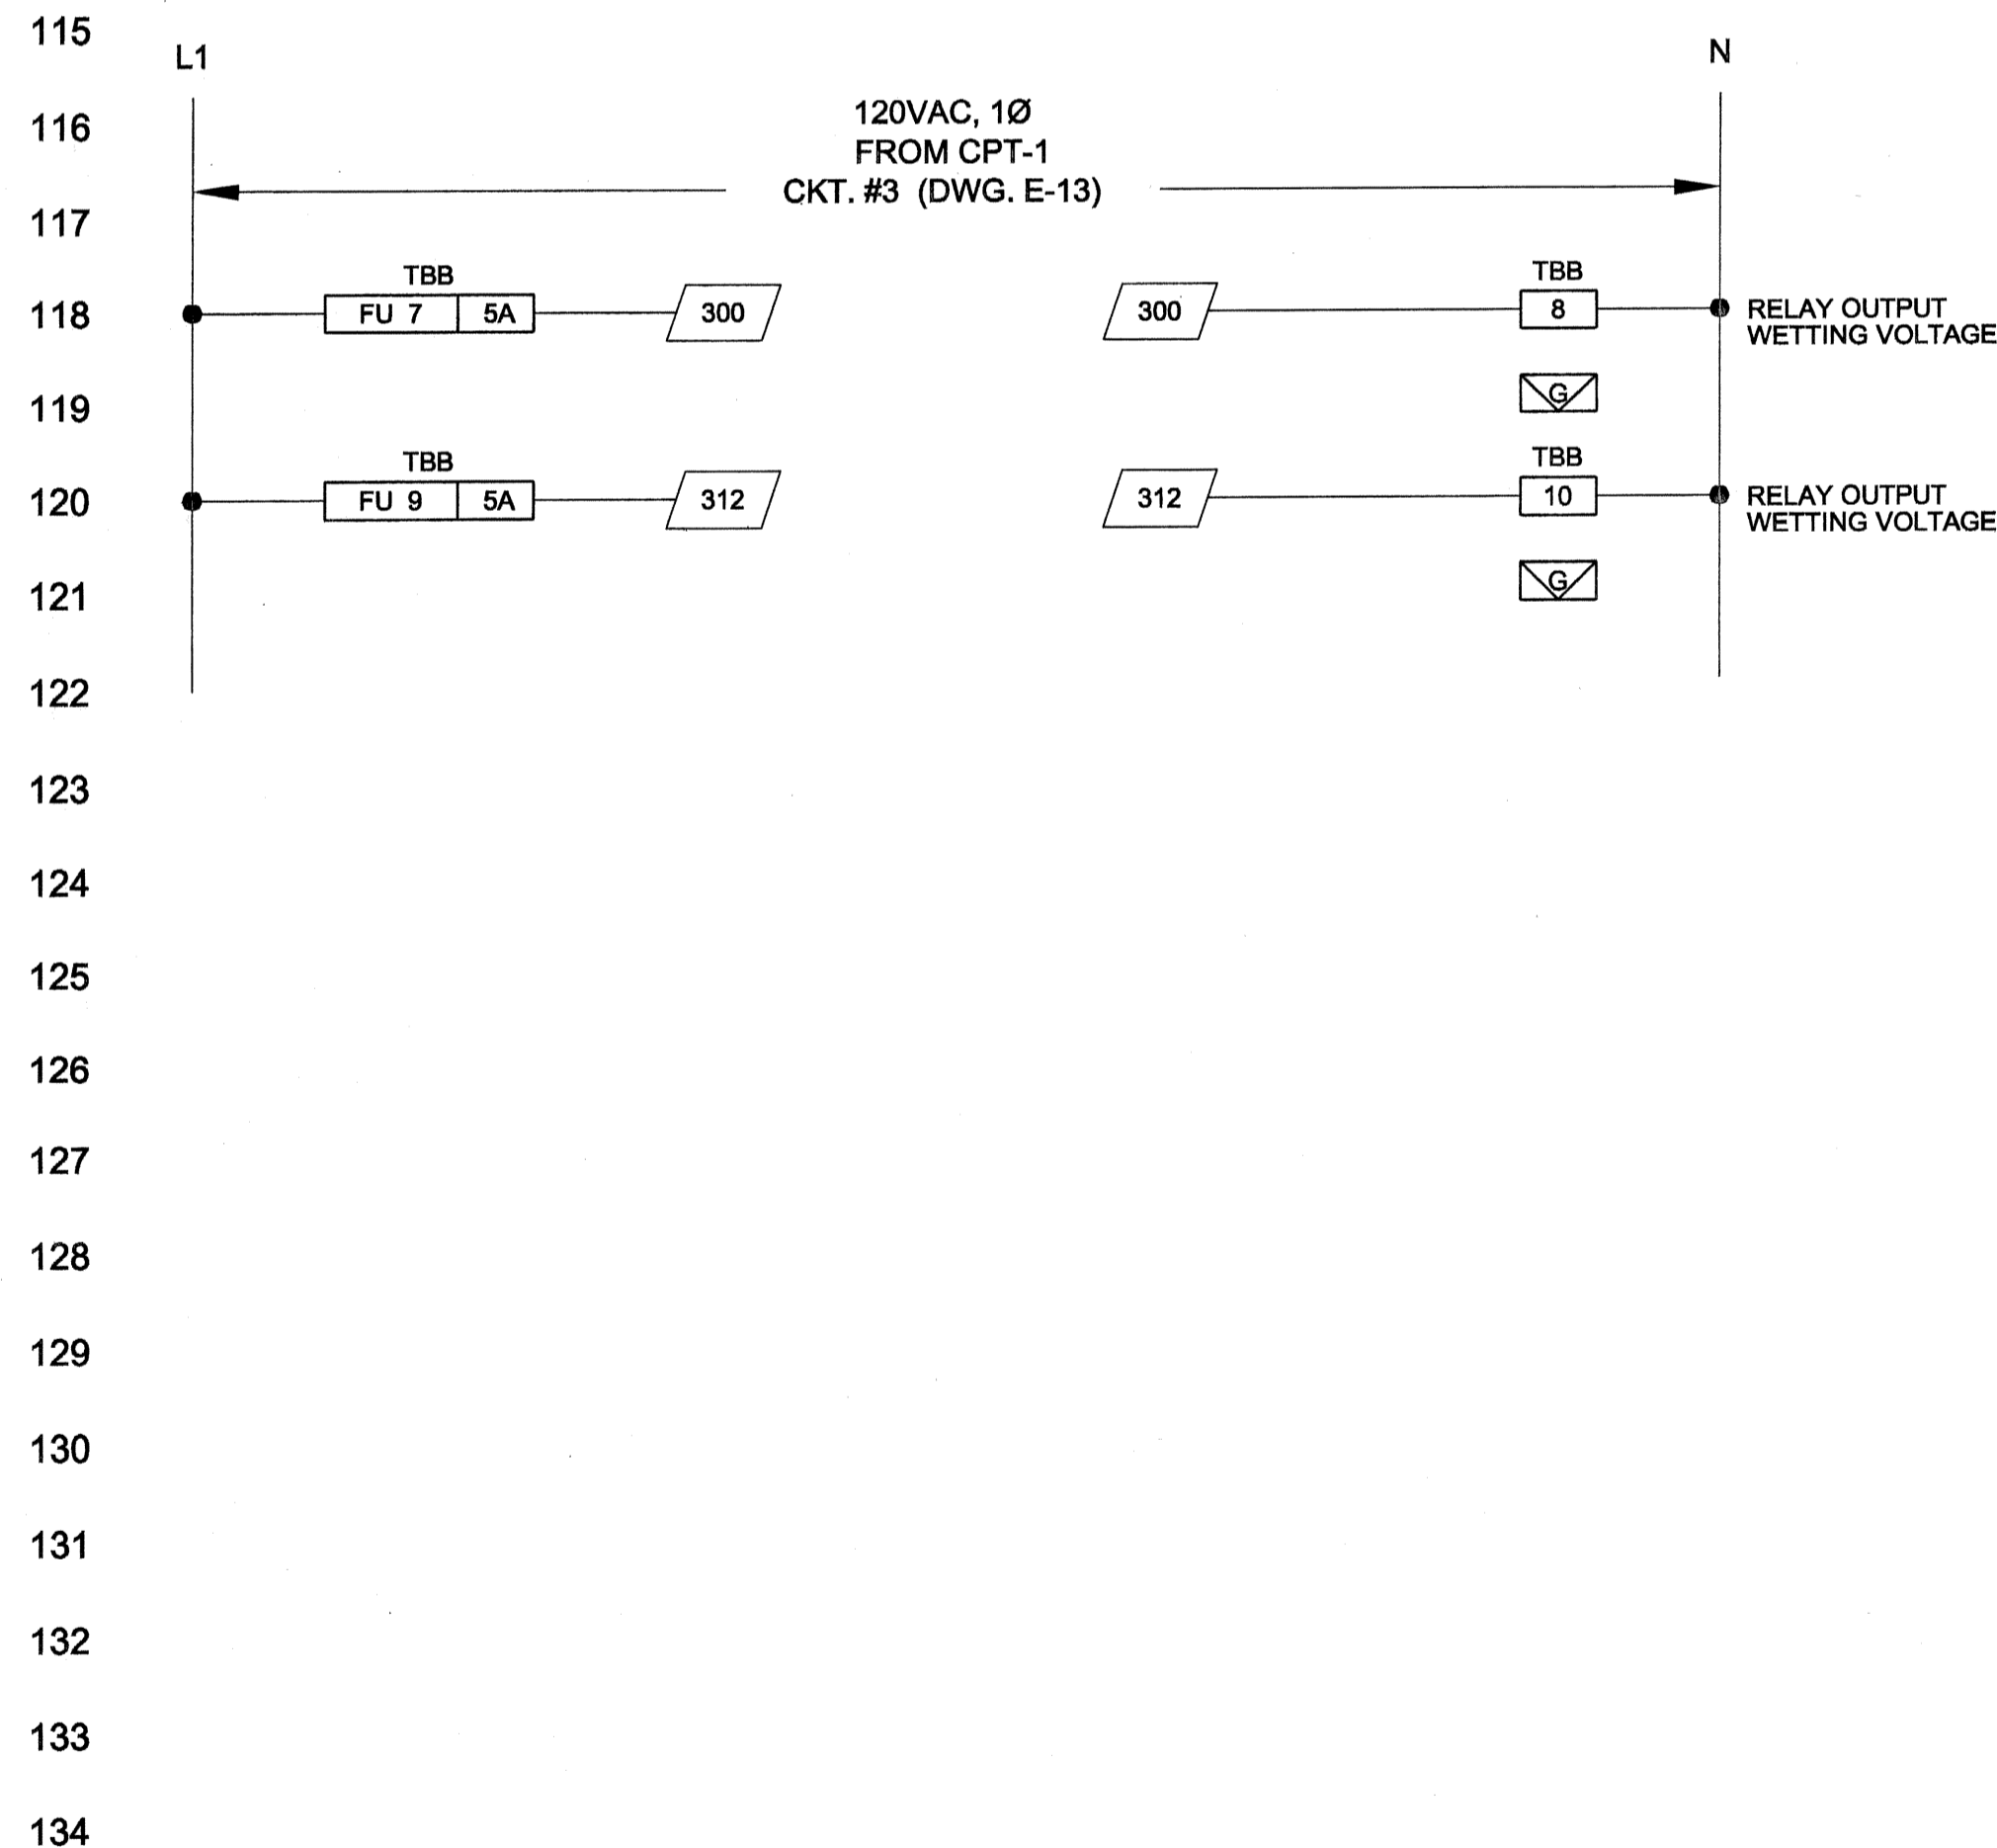 115
L1
N
116
120VAC, 1Ø
FROM CPT-1
CKT. #3 (DWG. E-13)
117
TBB
TBB
118
FU 7 5A
300
300
8
RELAY OUTPUT
WETTING VOLTAGE
119
G
TBB
TBB
120
FU 9 5A
312
312
10
RELAY OUTPUT
WETTING VOLTAGE
121
G
122
123
124
125
126
127
128
129
130
131
132
133
134